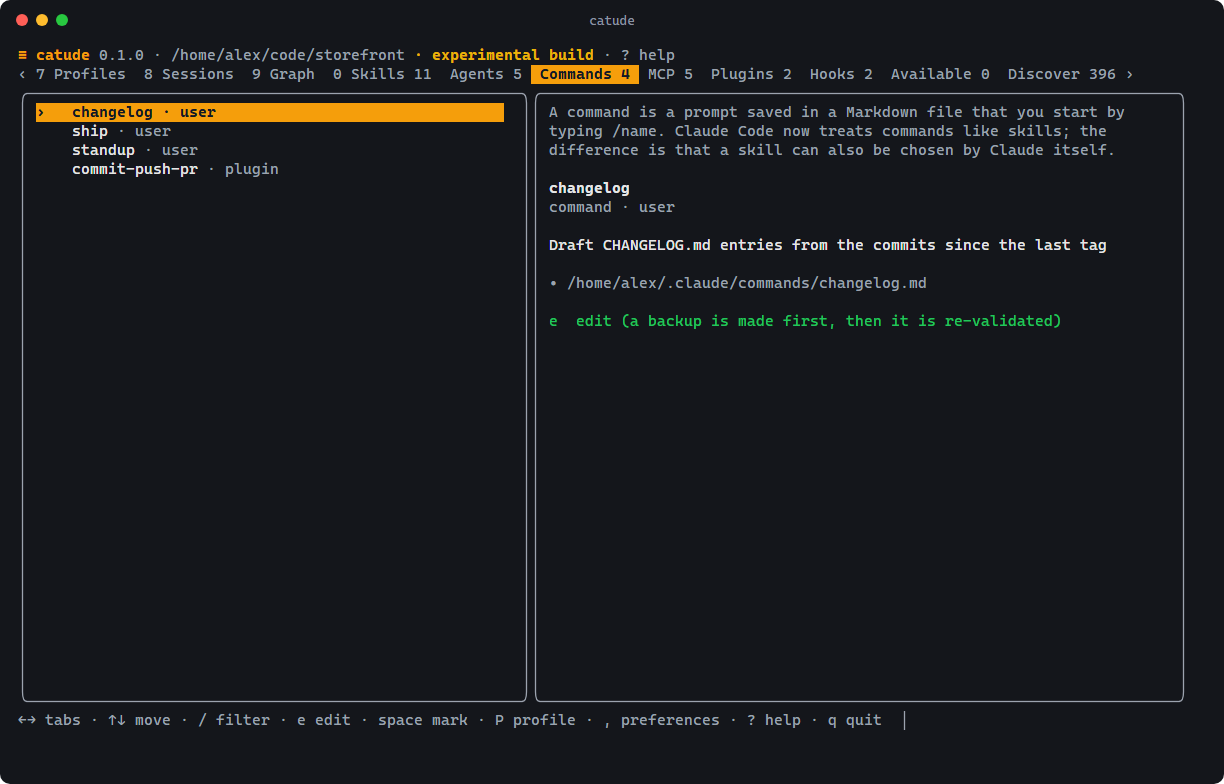 catude
≡ catude 0.1.0 · /home/alex/code/storefront · experimental build · ? help
‹ 7 Profiles 8 Sessions 9 Graph 0 Skills 11 Agents 5 Commands 4 MCP 5 Plugins 2 Hooks 2 Available 0 Discover 396 ›
› changelog · user
ship · user
standup · user
commit-push-pr · plugin
A command is a prompt saved in a Markdown file that you start by
typing /name. Claude Code now treats commands like skills; the
difference is that a skill can also be chosen by Claude itself.
changelog
command · user
Draft CHANGELOG.md entries from the commits since the last tag
• /home/alex/.claude/commands/changelog.md
e edit (a backup is made first, then it is re-validated)
←→ tabs · ↑↓ move · / filter · e edit · space mark · P profile · , preferences · ? help · q quit